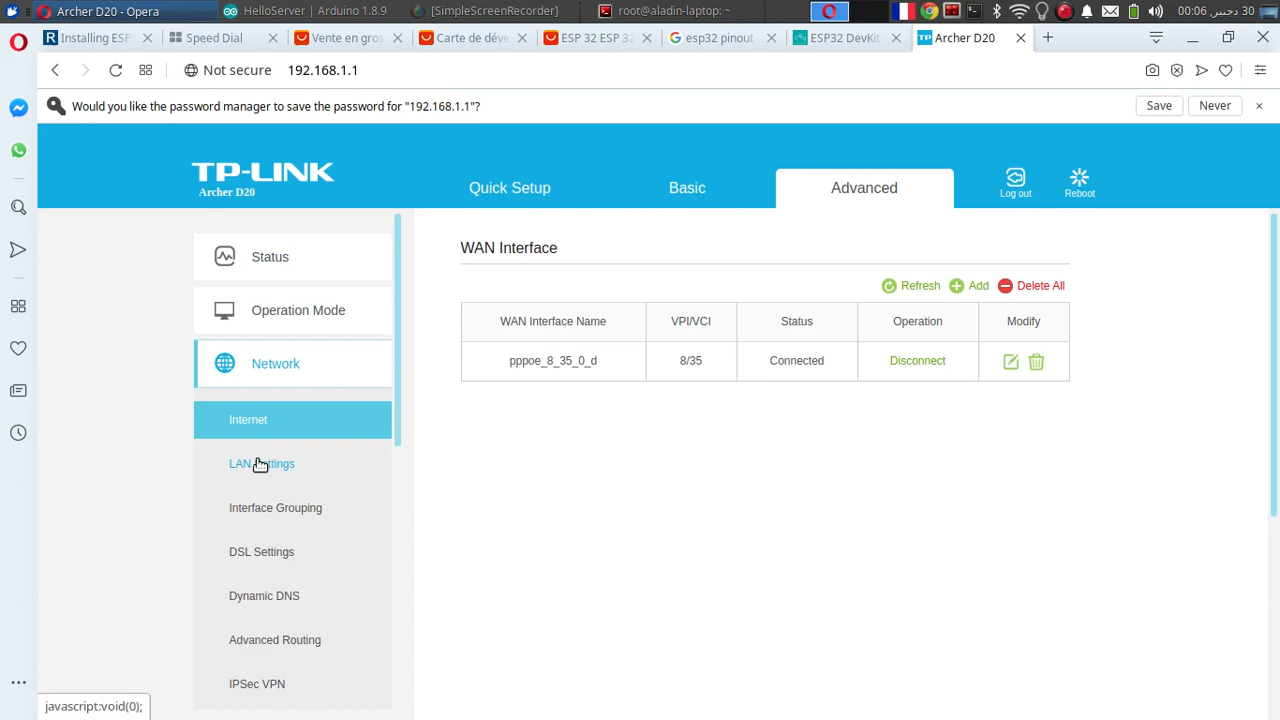 Archer D20 - Opera
HelloServer | Arduino 1.8.9
[SimpleScreenRecorder]
root@aladin-laptop: ~
30 دجنبر, 00:06
Installing ESP
Speed Dial
Vente en gros
Carte de déve
ESP 32 ESP 32
esp32 pinout -
ESP32 DevKit
TP
Archer D20
Not secure
192.168.1.1
Would you like the password manager to save the password for "192.168.1.1"?
Save
Never
TP-LINK
Archer D20
Quick Setup
Basic
Advanced
Log out
Reboot
Status
Operation Mode
Network
Internet
LAN Settings
Interface Grouping
DSL Settings
Dynamic DNS
Advanced Routing
IPSec VPN
WAN Interface
Refresh
Add
Delete All
WAN Interface Name
VPI/VCI
Status
Operation
Modify
pppoe_8_35_0_d
8/35
Connected
Disconnect
javascript:void(0);